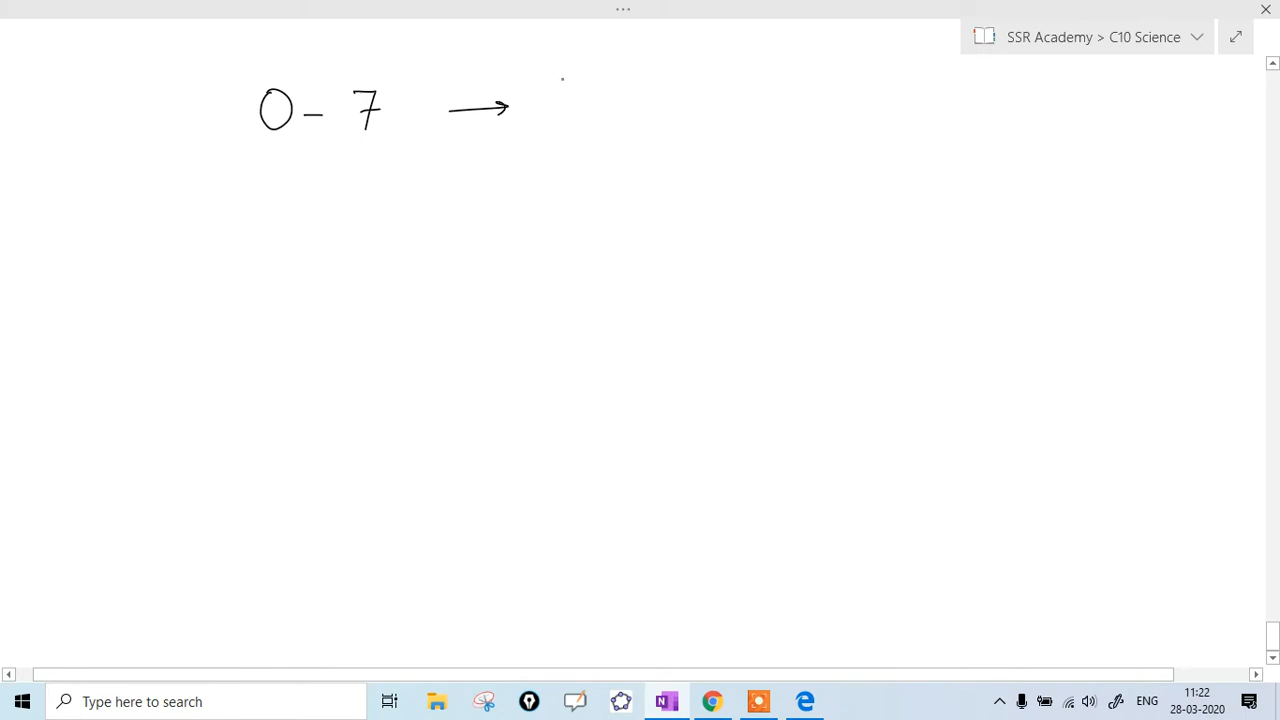 ...
SSR Academy > C10 Science
0 - 7 →
Type here to search
ENG
11:22
28-03-2020